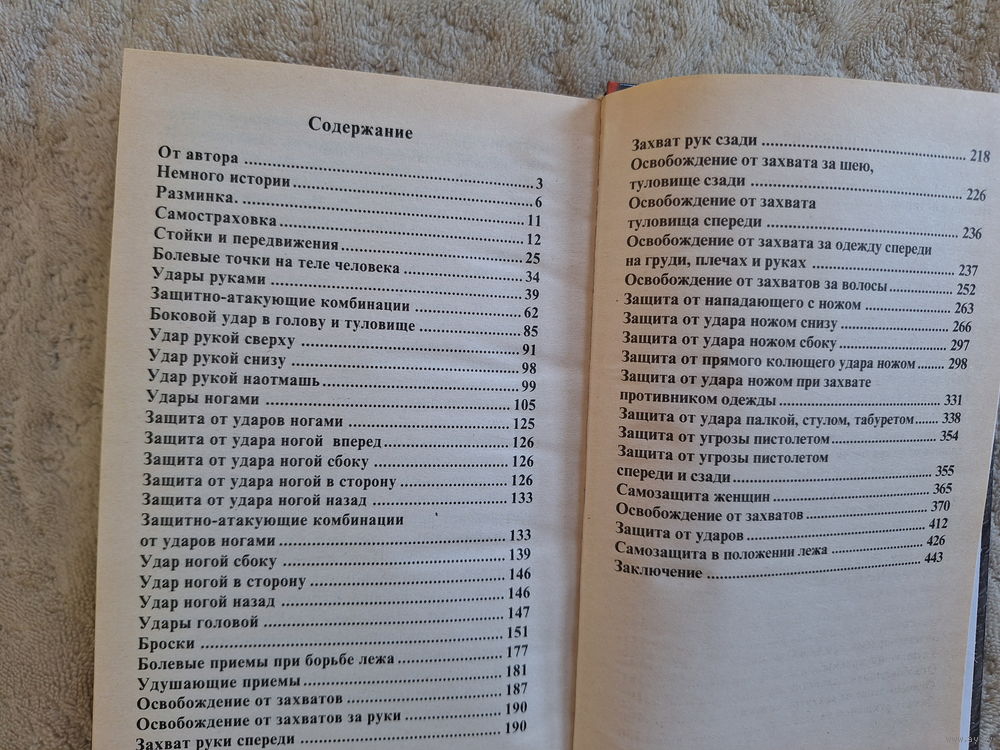 Содержание
От автора ........ 3
Немного истории ........ 6
Разминка. ........ 11
Самостраховка ........ 12
Стойки и передвижения ........ 25
Болевые точки на теле человека ........ 34
Удары руками ........ 39
Защитно-атакующие комбинации ........ 62
Боковой удар в голову и туловище ........ 85
Удар рукой сверху ........ 91
Удар рукой снизу ........ 98
Удар рукой наотмашь ........ 99
Удары ногами ........ 105
Защита от ударов ногами ........ 125
Защита от удара ногой вперед ........ 126
Защита от удара ногой сбоку ........ 126
Защита от удара ногой в сторону ........ 126
Защита от удара ногой назад ........ 133
Защитно-атакующие комбинации
от ударов ногами ........ 133
Удар ногой сбоку ........ 139
Удар ногой в сторону ........ 146
Удар ногой назад ........ 146
Удары головой ........ 147
Броски ........ 151
Болевые приемы при борьбе лежа ........ 177
Удушающие приемы ........ 181
Освобождение от захватов ........ 187
Освобождение от захватов за руки ........ 190
Захват руки спереди ........ 190
Захват рук сзади ........ 218
Освобождение от захвата за шею,
туловище сзади ........ 226
Освобождение от захвата
туловища спереди ........ 236
Освобождение от захвата за одежду спереди
на груди, плечах и руках ........ 237
Освобождение от захватов за волосы ........ 252
Защита от нападающего с ножом ........ 263
Защита от удара ножом снизу ........ 266
Защита от удара ножом сбоку ........ 297
Защита от прямого колющего удара ножом ........ 298
Защита от удара ножом при захвате
противником одежды ........ 331
Защита от удара палкой, стулом, табуретом ........ 338
Защита от угрозы пистолетом ........ 354
Защита от угрозы пистолетом
спереди и сзади ........ 355
Самозащита женщин ........ 365
Освобождение от захватов ........ 370
Защита от ударов ........ 412
Самозащита в положении лежа ........ 426
Заключение ........ 443